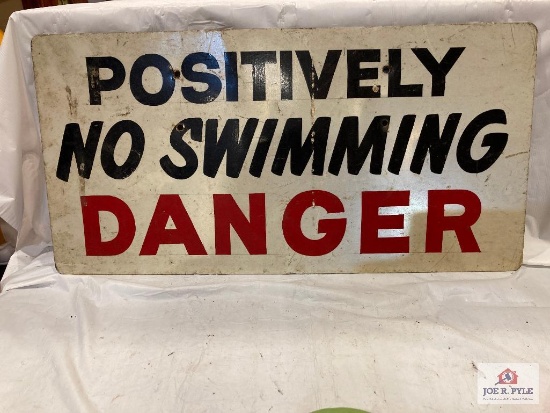 POSITIVELY
NO SWIMMING
DANGER
JOE R. PYLE